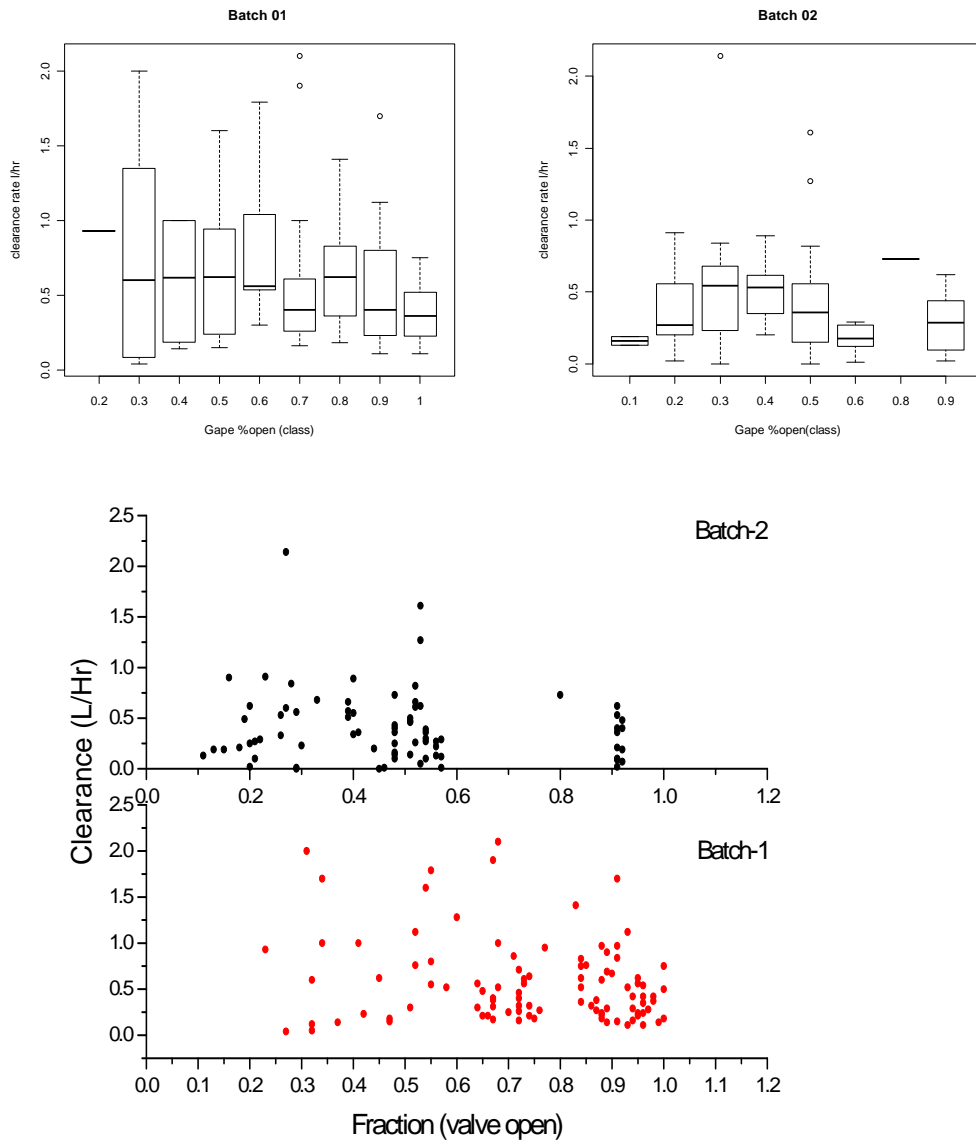 Batch 01
clearance rate l/hr
2.0
1.5
1.0
0.5
0.0
0.2 0.3 0.4 0.5 0.6 0.7 0.8 0.9 1
Gape %open (class)
Batch 02
clearance rate l/hr
2.0
1.5
1.0
0.5
0.0
0.1 0.2 0.3 0.4 0.5 0.6 0.8 0.9
Gape %open(class)
Clearance (L/Hr)
Batch-2
2.5
2.0
1.5
1.0
0.5
0.0
0.0 0.2 0.4 0.6 0.8 1.0 1.2
Batch-1
2.5
2.0
1.5
1.0
0.5
0.0
0.0 0.1 0.2 0.3 0.4 0.5 0.6 0.7 0.8 0.9 1.0 1.2
Fraction (valve open)